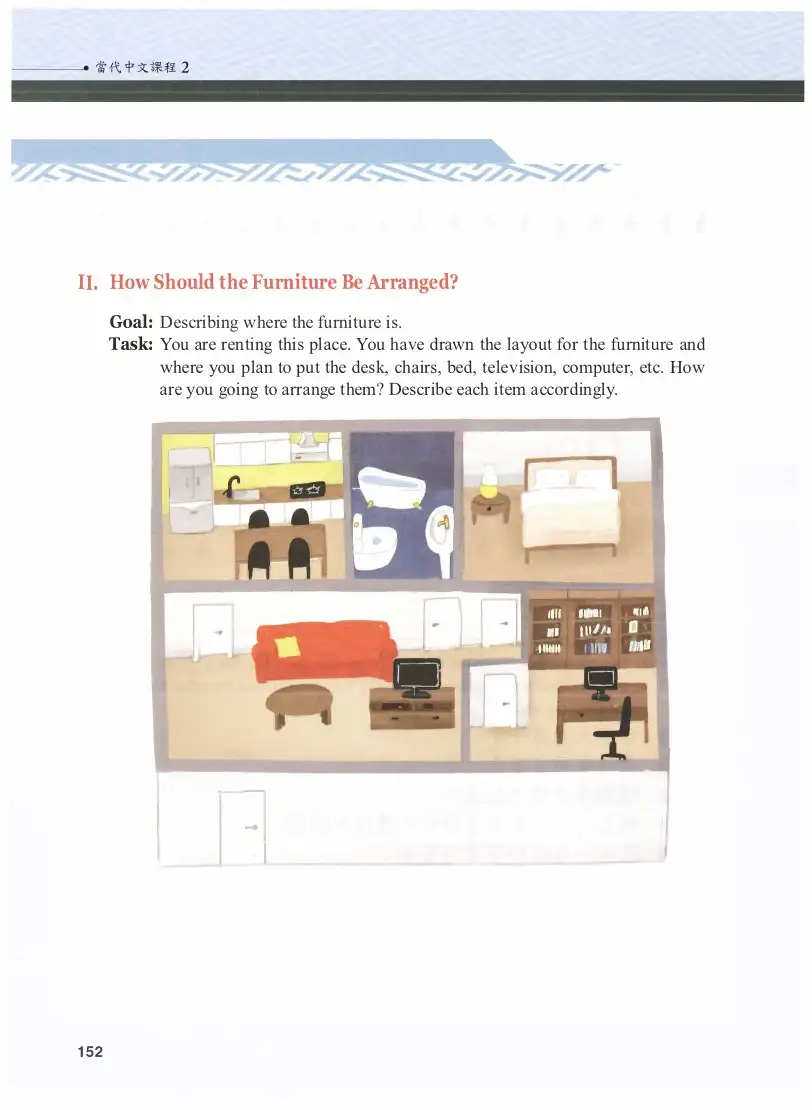 當代中文課程 2
II. How Should the Furniture Be Arranged?
Goal: Describing where the furniture is.
Task: You are renting this place. You have drawn the layout for the furniture and
where you plan to put the desk, chairs, bed, television, computer, etc. How
are you going to arrange them? Describe each item accordingly.
152